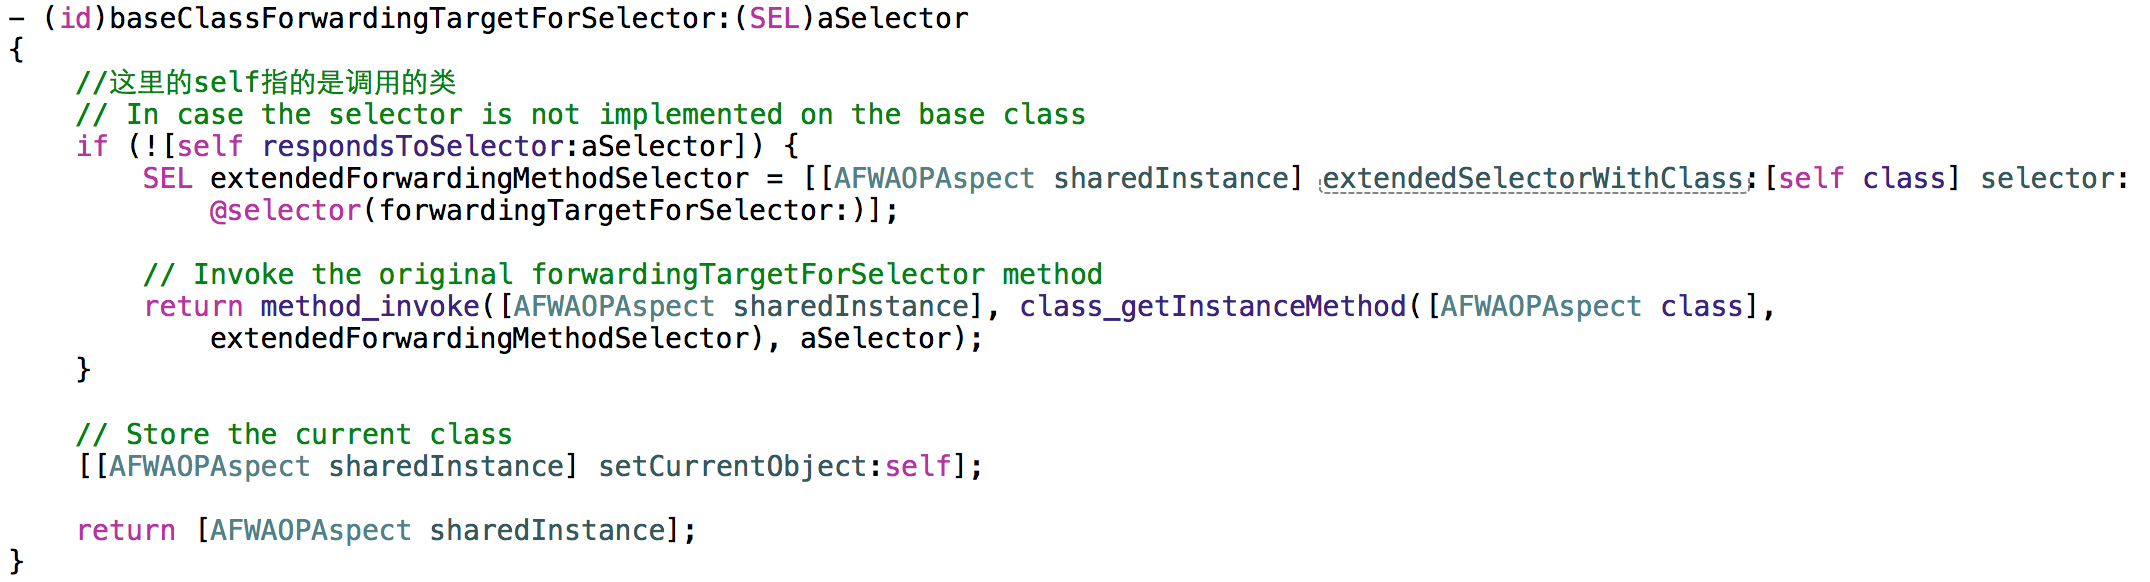 - (id)baseClassForwardingTargetForSelector:(SEL)aSelector
{
    //这里的self指的是调用的类
    // In case the selector is not implemented on the base class
    if (![self respondsToSelector:aSelector]) {
        SEL extendedForwardingMethodSelector = [[AFWAOPAspect sharedInstance] extendedSelectorWithClass:[self class] selector:
            @selector(forwardingTargetForSelector:)];

        // Invoke the original forwardingTargetForSelector method
        return method_invoke([AFWAOPAspect sharedInstance], class_getInstanceMethod([AFWAOPAspect class],
            extendedForwardingMethodSelector), aSelector);
    }

    // Store the current class
    [[AFWAOPAspect sharedInstance] setCurrentObject:self];

    return [AFWAOPAspect sharedInstance];
}